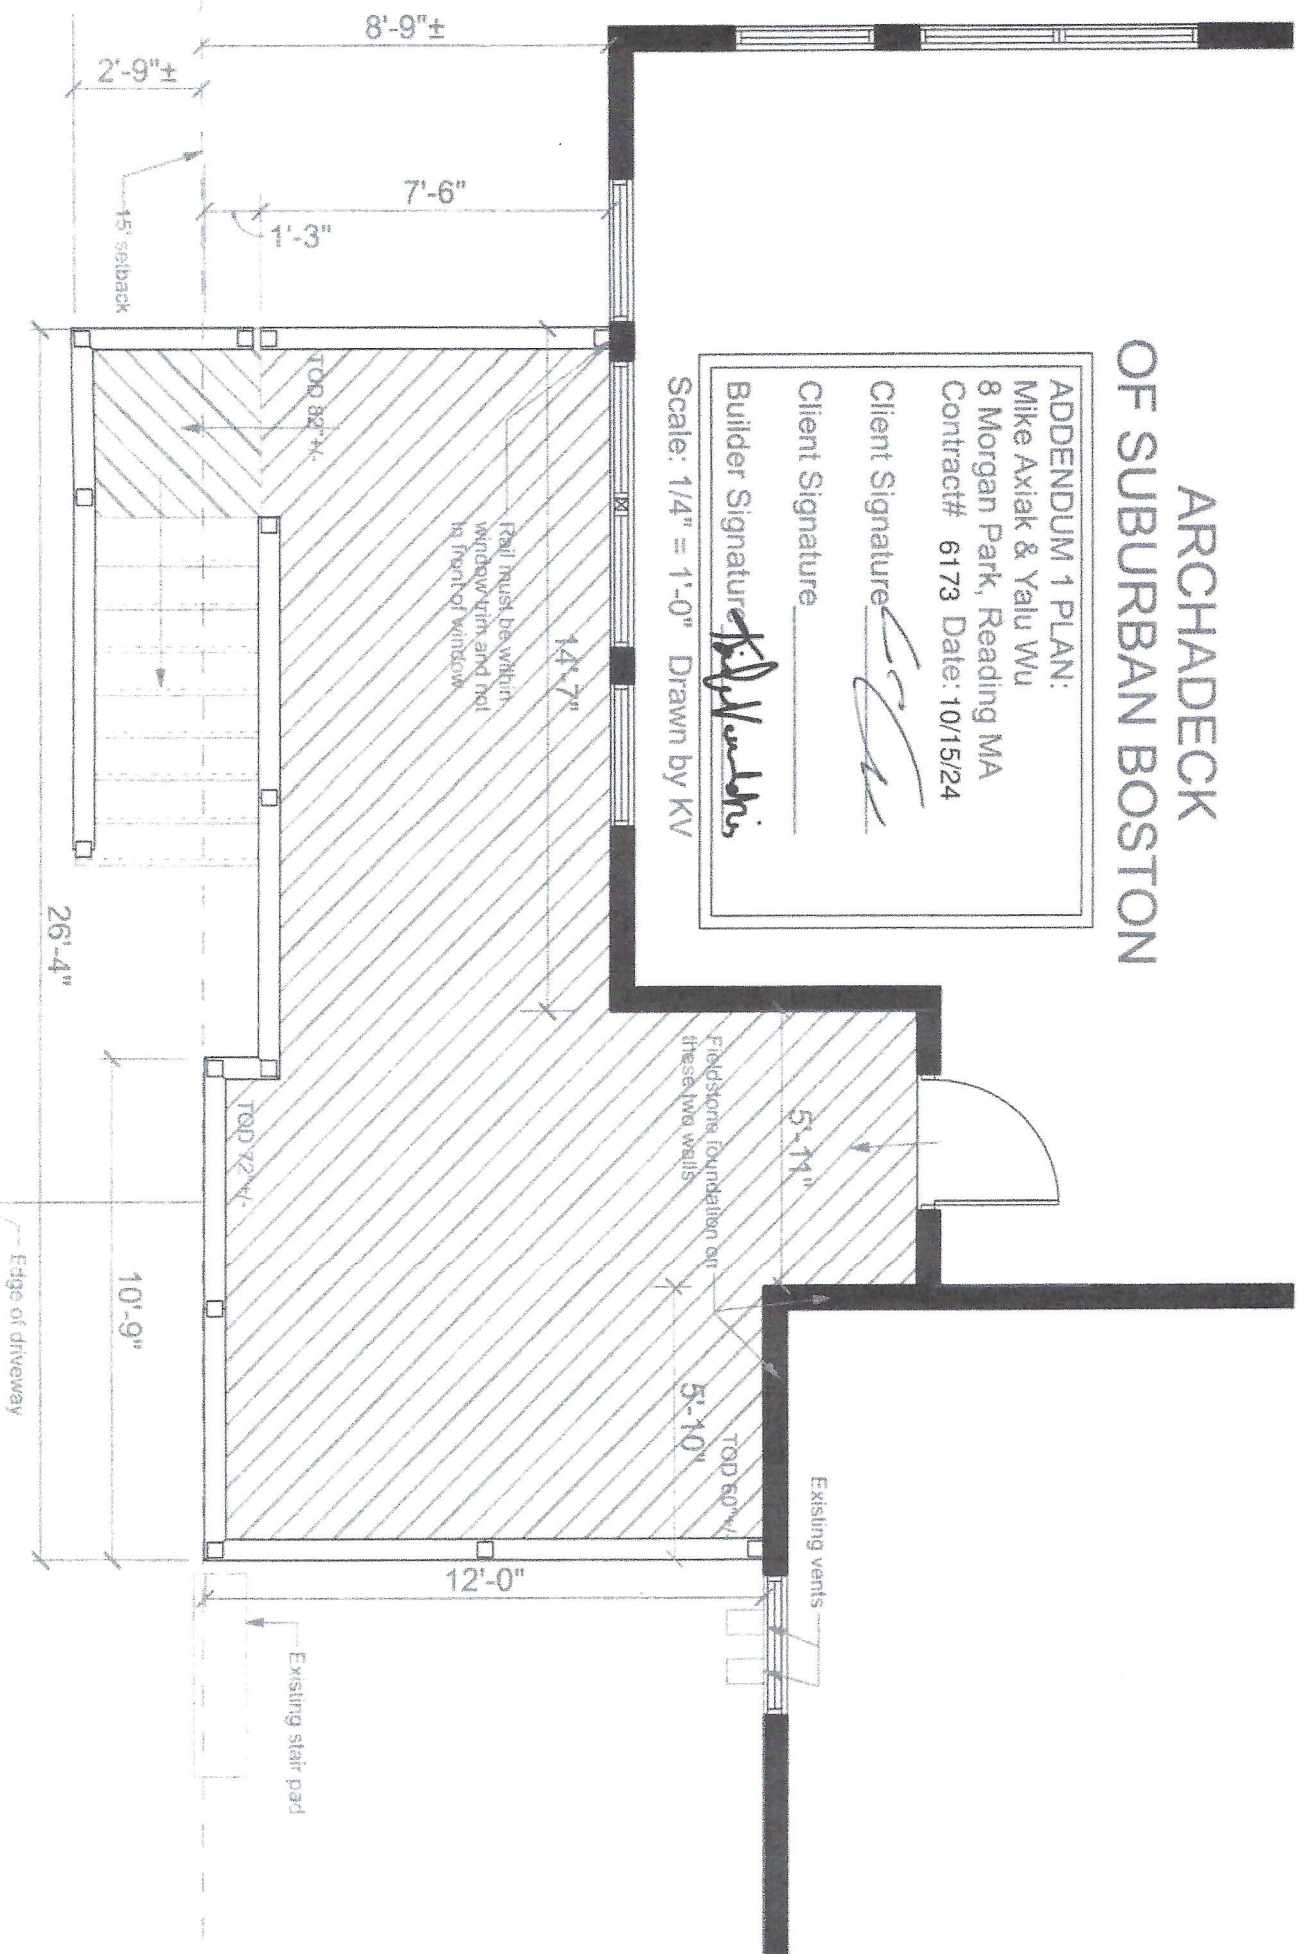 ARCHADECK
OF SUBURBAN BOSTON
ADDENDUM 1 PLAN:
Mike Axiak & Yalu Wu
8 Morgan Park, Reading MA
Contract# 6173 Date: 10/15/24
Client Signature
Client Signature
Builder Signature
Scale: 1/4" = 1'-0" Drawn by KV
8'-9"±
2'-9"±
7'-6"
1'-3"
15' setback
TOD 82" +/-
Rail must be within
window trim and not
in front of window
14'-7"
5'-11"
Fieldstone foundation on
these two walls
5'-10"
TOD 60"+/
Existing vents
TOD 72"+/-
26'-4"
10'-9"
12'-0"
Existing stair pad
Edge of driveway